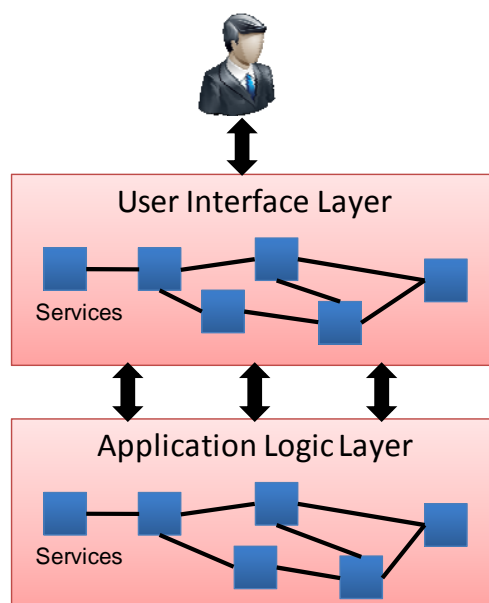 User Interface Layer
Services
Application Logic Layer
Services